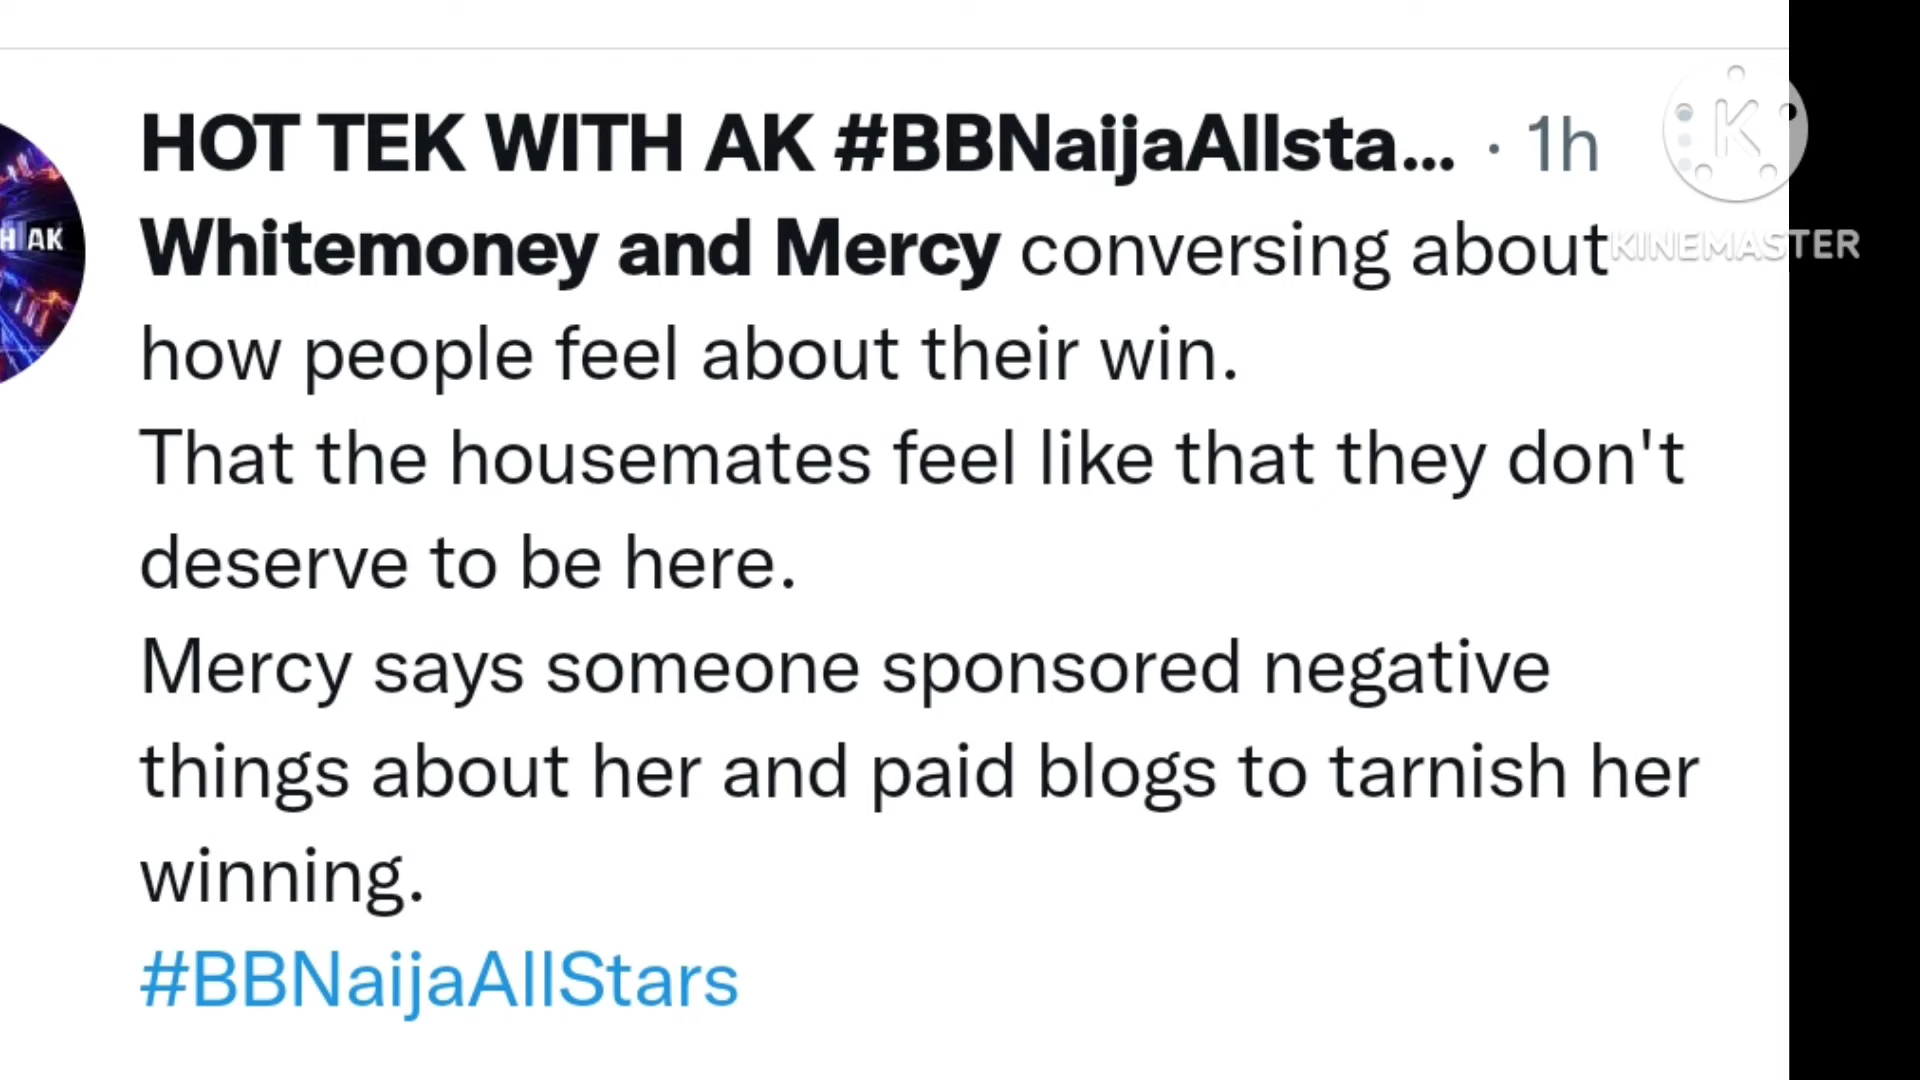 HOT TEK WITH AK #BBNaijaAllsta... · 1h
K
KINEMASTER
H AK
Whitemoney and Mercy conversing about
how people feel about their win.
That the housemates feel like that they don't
deserve to be here.
Mercy says someone sponsored negative
things about her and paid blogs to tarnish her
winning.
#BBNaijaAllStars